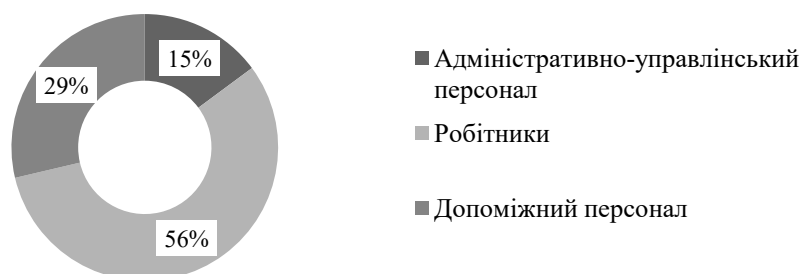 15%
29%
56%
Адміністративно-управлінський
персонал
Робітники
Допоміжний персонал